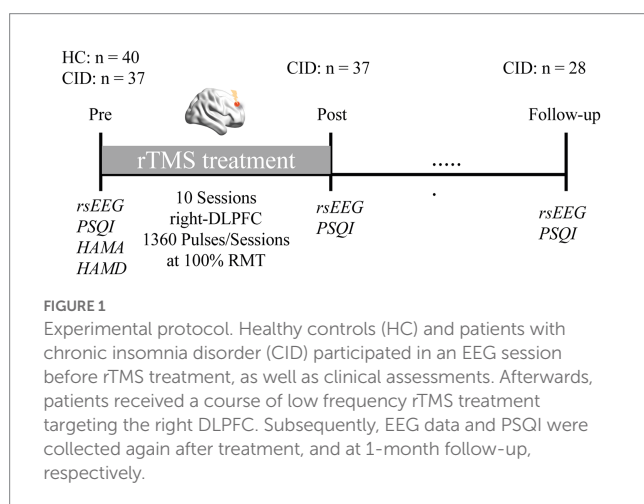 HC: n = 40
CID: n = 37
CID: n = 37
CID: n = 28
Pre
Post
Follow-up
rTMS treatment
.....
.
10 Sessions
right-DLPFC
1360 Pulses/Sessions
at 100% RMT
rsEEG
PSQI
HAMA
HAMD
rsEEG
PSQI
rsEEG
PSQI
FIGURE 1
Experimental protocol. Healthy controls (HC) and patients with
chronic insomnia disorder (CID) participated in an EEG session
before rTMS treatment, as well as clinical assessments. Afterwards,
patients received a course of low frequency rTMS treatment
targeting the right DLPFC. Subsequently, EEG data and PSQI were
collected again after treatment, and at 1-month follow-up,
respectively.